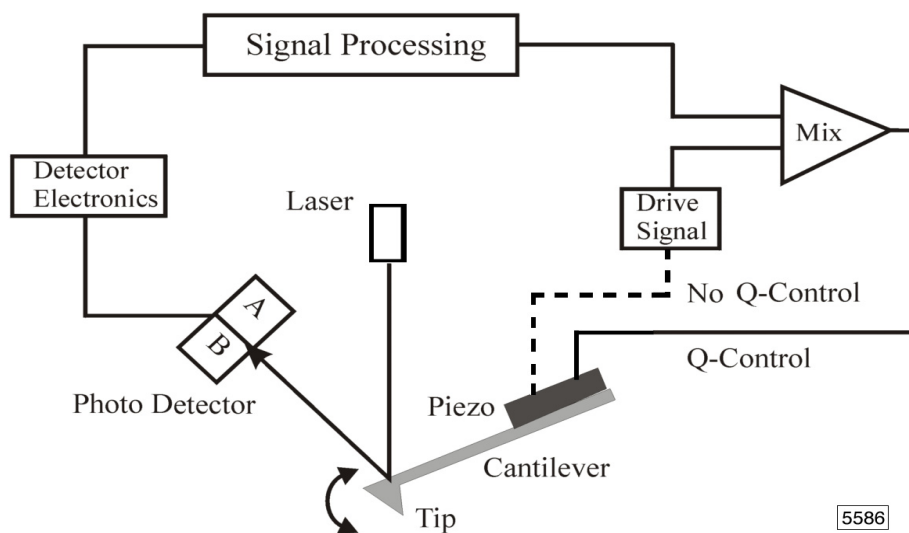 Signal Processing
Mix
Detector
Electronics
Laser
Drive
Signal
A
B
No Q-Control
Q-Control
Photo Detector
Piezo
Cantilever
Tip
5586